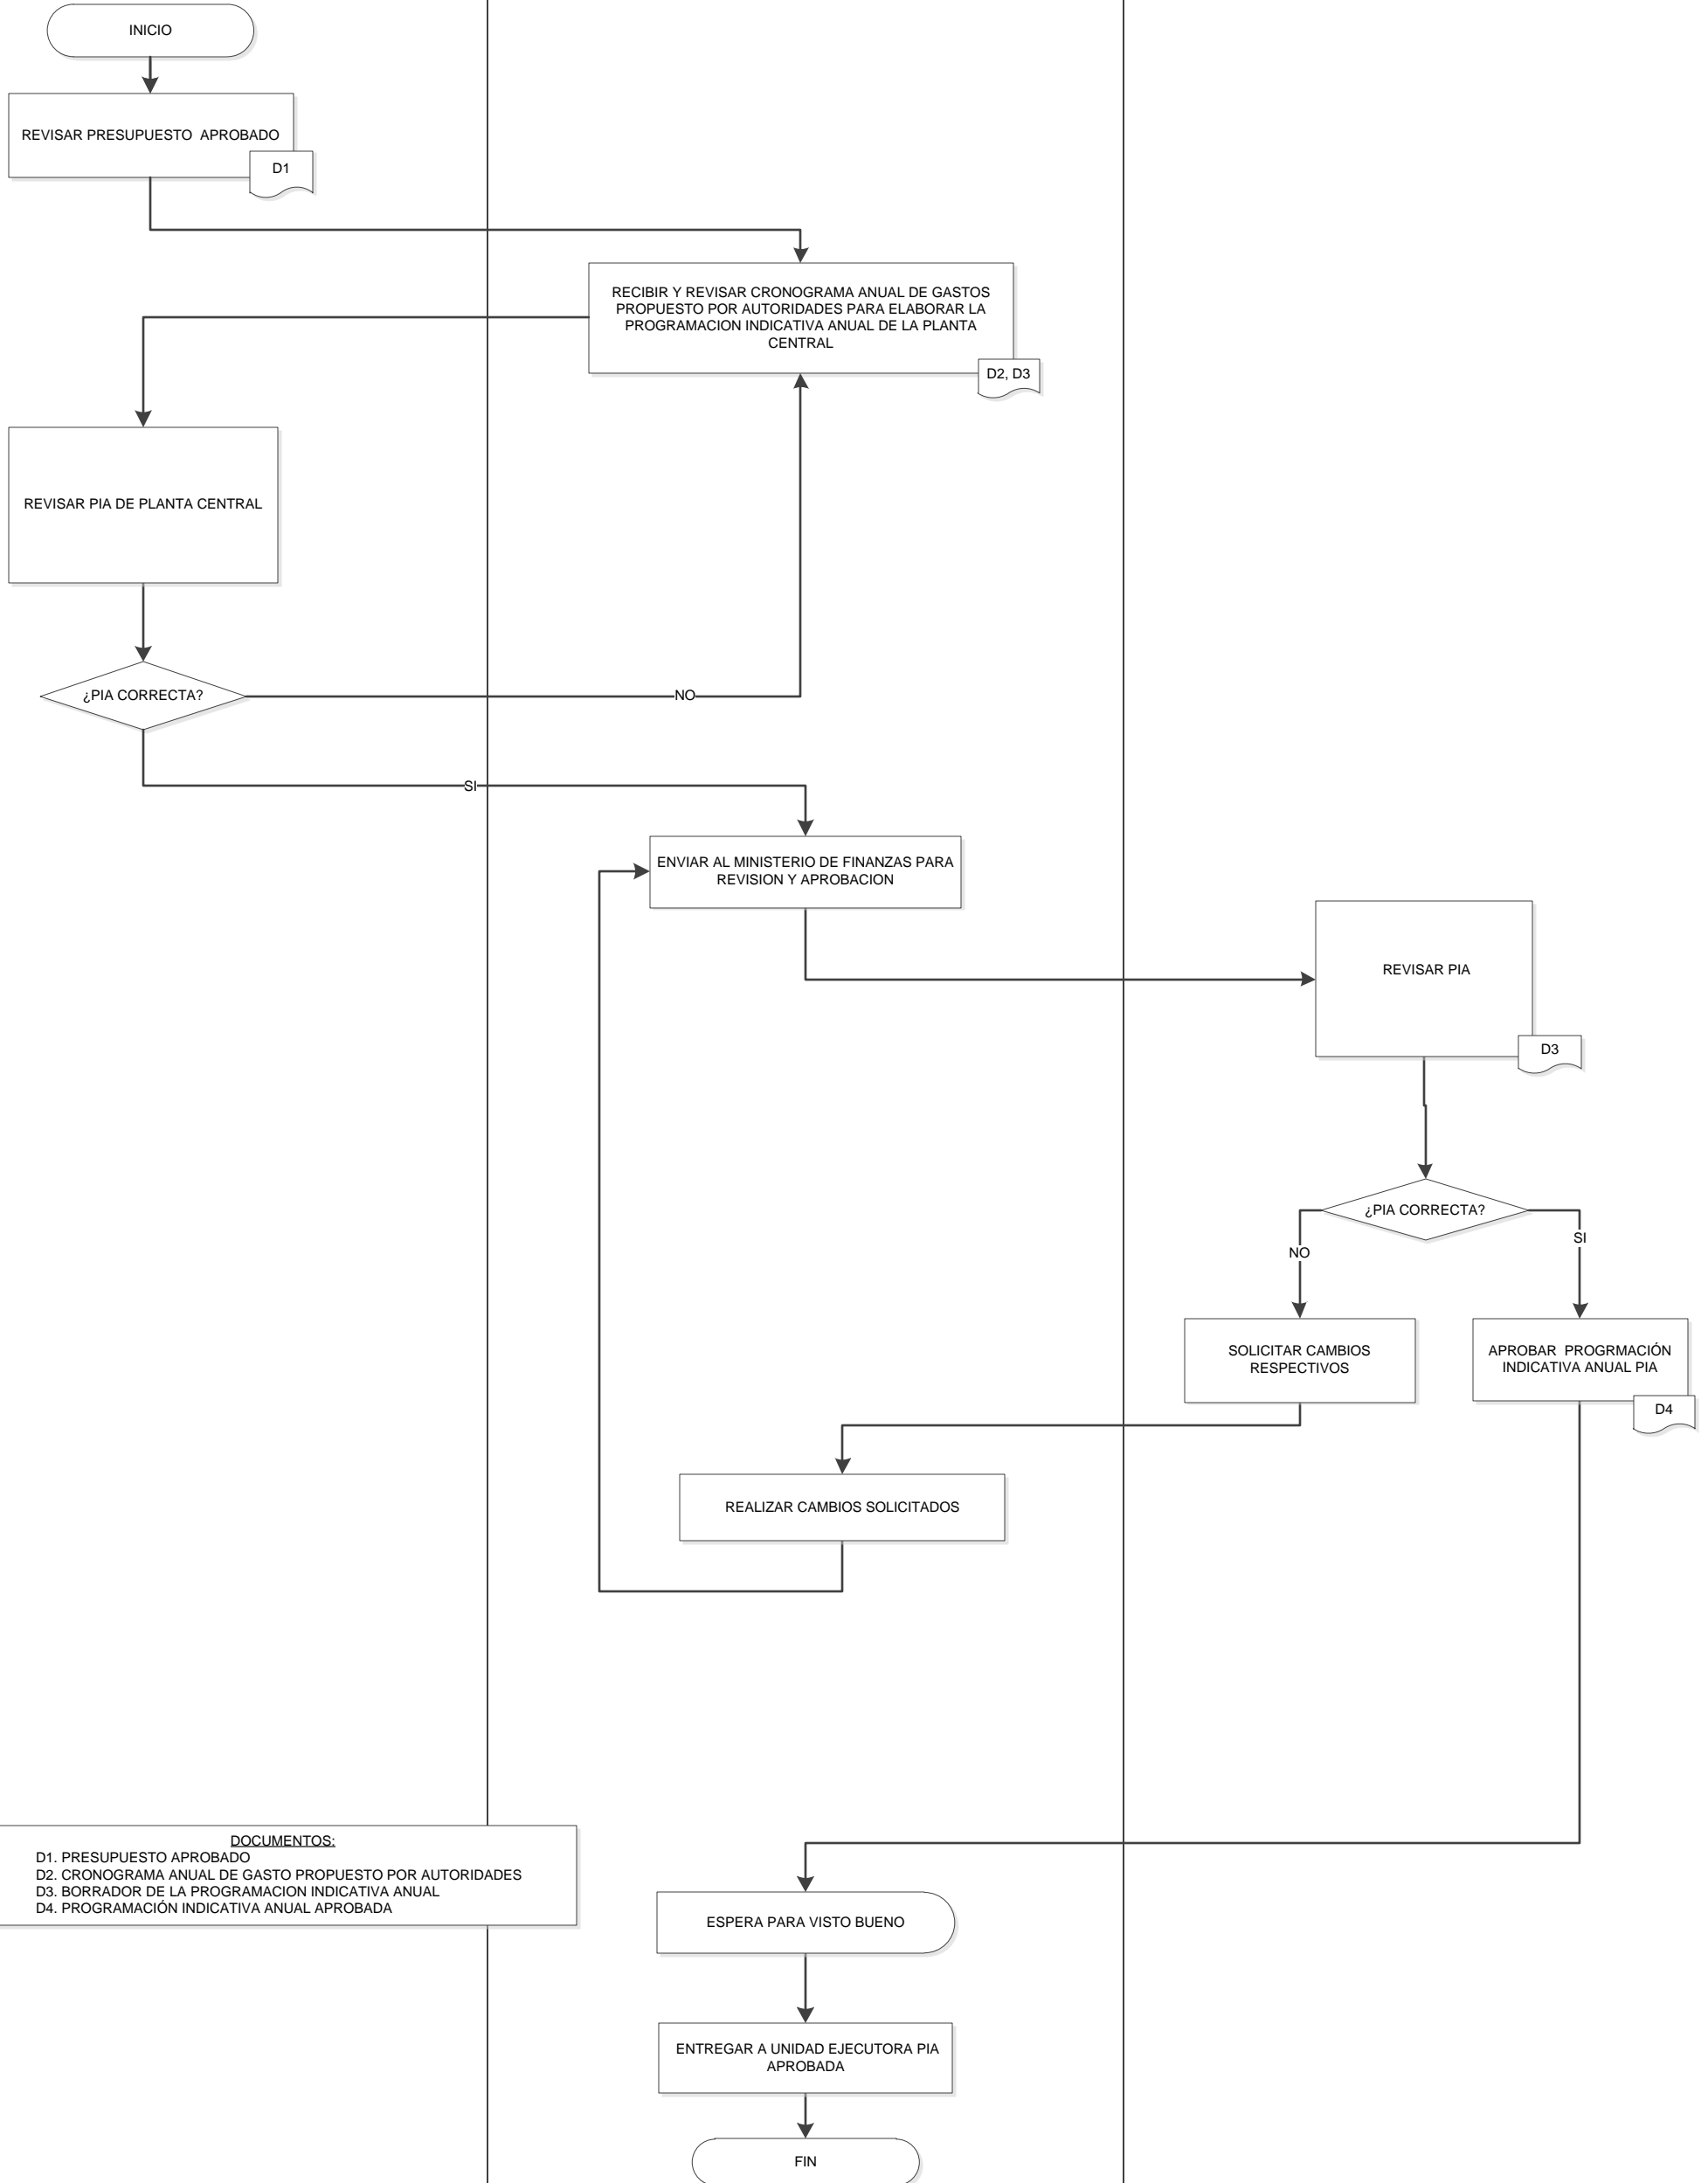 INICIO
REVISAR PRESUPUESTO APROBADO
D1
RECIBIR Y REVISAR CRONOGRAMA ANUAL DE GASTOS
PROPUESTO POR AUTORIDADES PARA ELABORAR LA
PROGRAMACION INDICATIVA ANUAL DE LA PLANTA
CENTRAL
D2, D3
REVISAR PIA DE PLANTA CENTRAL
¿PIA CORRECTA?
NO
SI
ENVIAR AL MINISTERIO DE FINANZAS PARA
REVISION Y APROBACION
REVISAR PIA
D3
¿PIA CORRECTA?
NO
SI
SOLICITAR CAMBIOS
RESPECTIVOS
APROBAR PROGRMACIÓN
INDICATIVA ANUAL PIA
D4
REALIZAR CAMBIOS SOLICITADOS
DOCUMENTOS:
D1. PRESUPUESTO APROBADO
D2. CRONOGRAMA ANUAL DE GASTO PROPUESTO POR AUTORIDADES
D3. BORRADOR DE LA PROGRAMACION INDICATIVA ANUAL
D4. PROGRAMACIÓN INDICATIVA ANUAL APROBADA
ESPERA PARA VISTO BUENO
ENTREGAR A UNIDAD EJECUTORA PIA
APROBADA
FIN